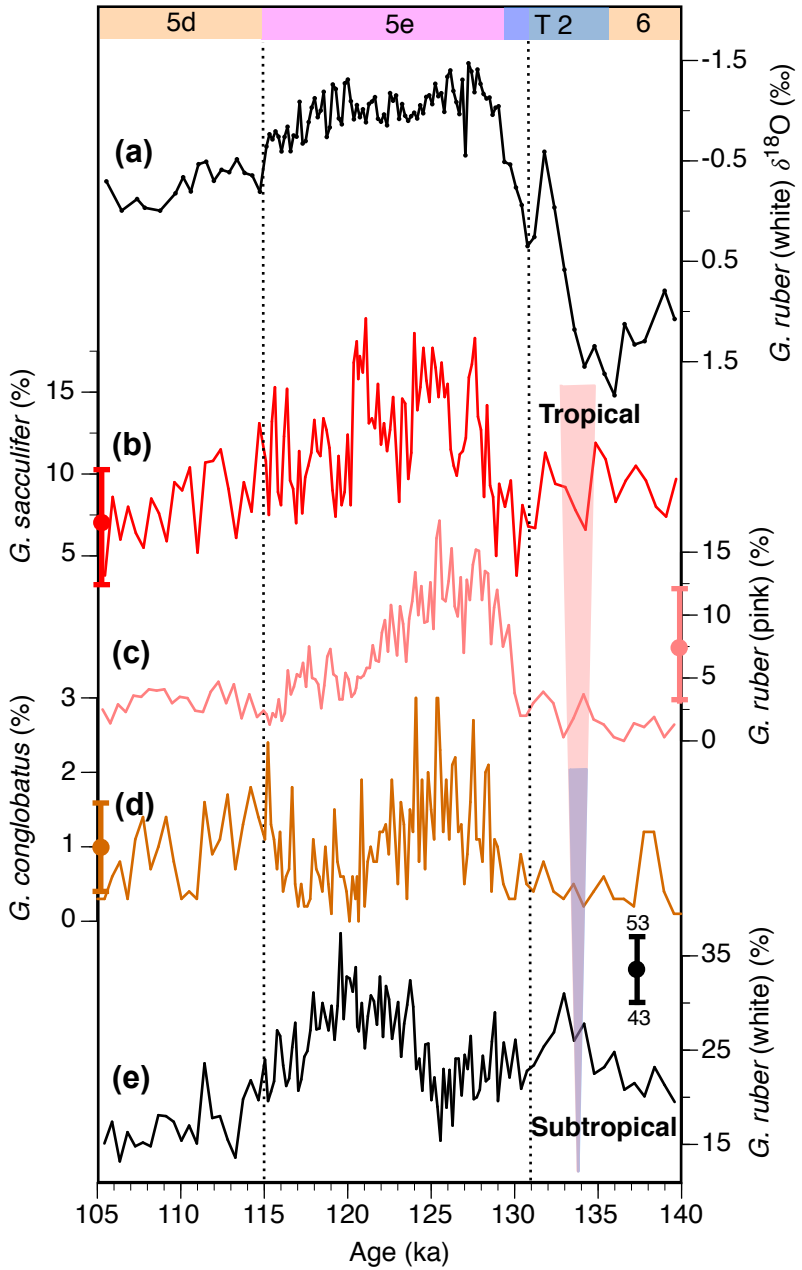 5d 5e T 2 6
(a)
-1.5
-0.5
0.5
1.5
G. ruber (white) δ18O (‰)
Tropical
(b)
15
10
5
G. sacculifer (%)
(c)
15
10
5
0
G. ruber (pink) (%)
(d)
3
2
1
0
G. conglobatus (%)
53
43
(e)
35
25
15
G. ruber (white) (%)
Subtropical
105 110 115 120 125 130 135 140
Age (ka)